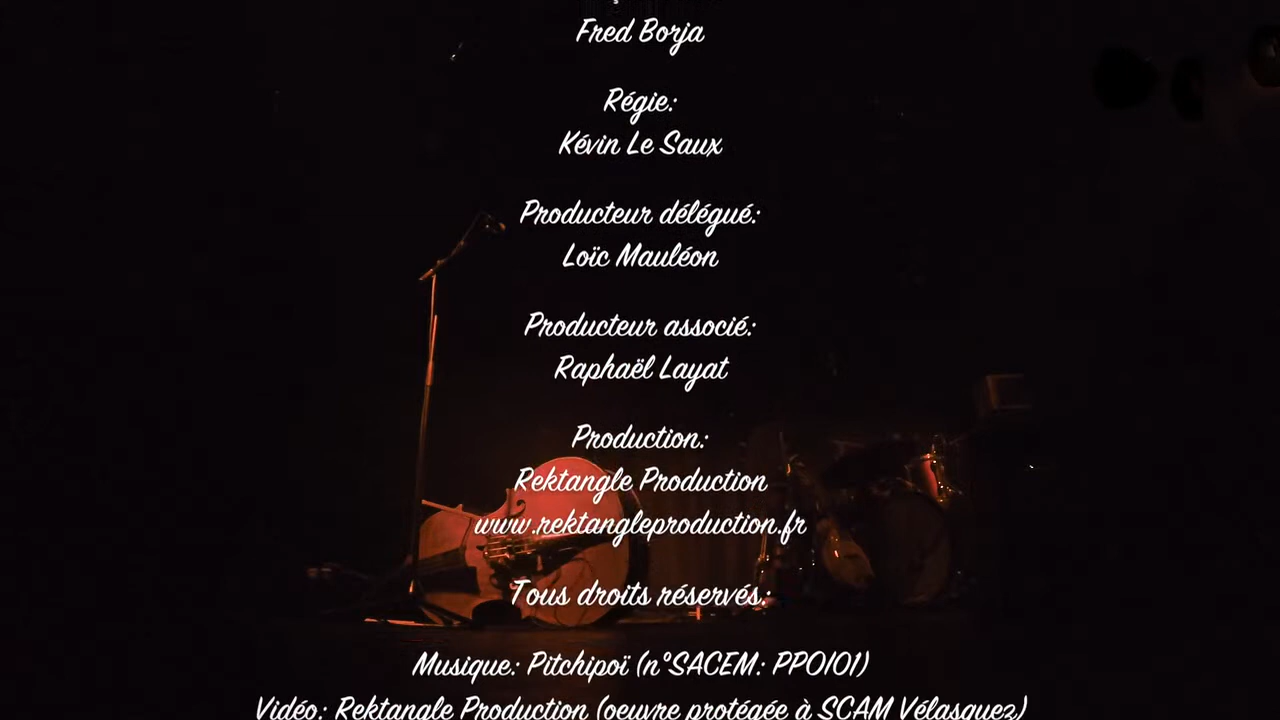 Fred Borja
Régie:
Kévin Le Saux
Producteur délégué:
Loïc Mauléon
Producteur associé:
Raphaël Layat
Production:
Rektangle Production
www.rektangleproduction.fr
Tous droits réservés:
Musique: Pitchipoï (n°SACEM: PPO101)
Vidéo: Rektangle Production (oeuvre protégée à SCAM Vélasquez)